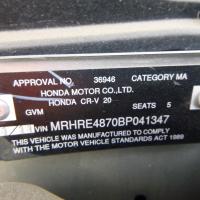 APPROVAL NO 36946 CATEGORY MA
HONDA MOTOR CO.,LTD.
HONDA CR-V 20
GVM SEATS 5
VIN MRHRE4870BP041347
THIS VEHICLE WAS MANUFACTURED TO COMPLY
WITH THE MOTOR VEHICLE STANDARDS ACT 1989